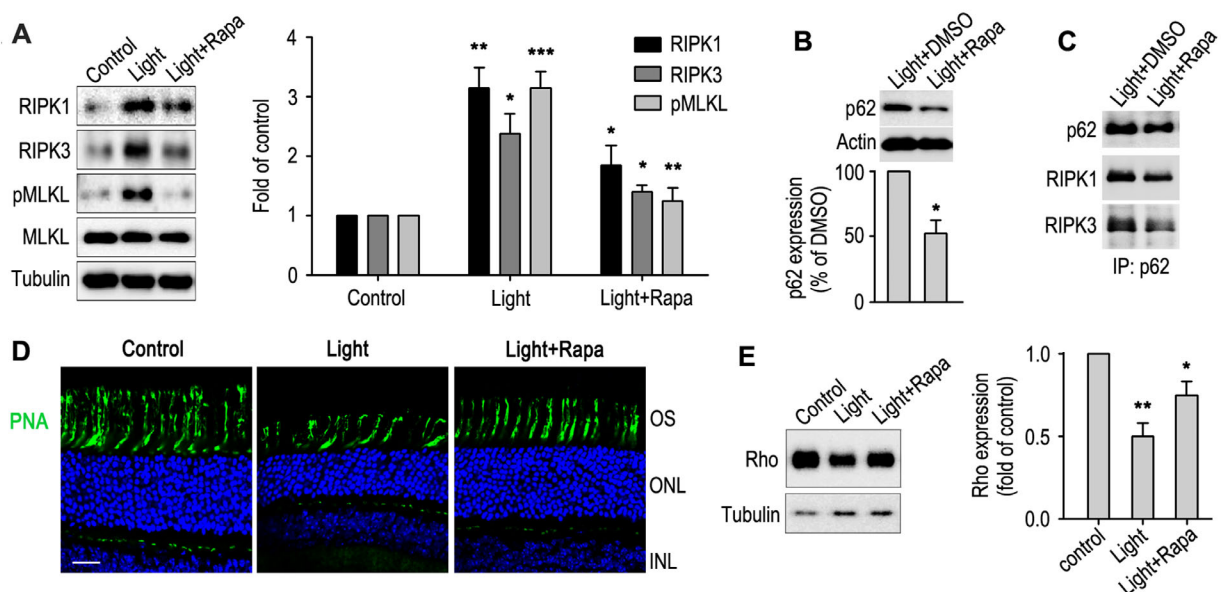 A
Control
Light
Light+Rapa
RIPK1
RIPK3
pMLKL
MLKL
Tubulin
Fold of control
4
3
2
1
0
**
*
***
*
*
**
RIPK1
RIPK3
pMLKL
Control
Light
Light+Rapa
B
Light+DMSO
Light+Rapa
p62
Actin
p62 expression
(% of DMSO)
100
50
0
*
C
Light+DMSO
Light+Rapa
p62
RIPK1
RIPK3
IP: p62
D
Control
Light
Light+Rapa
PNA
OS
ONL
INL
E
Control
Light
Light+Rapa
Rho
Tubulin
Rho expression
(fold of control)
1.0
0.5
0.0
**
*
control
Light
Light+Rapa